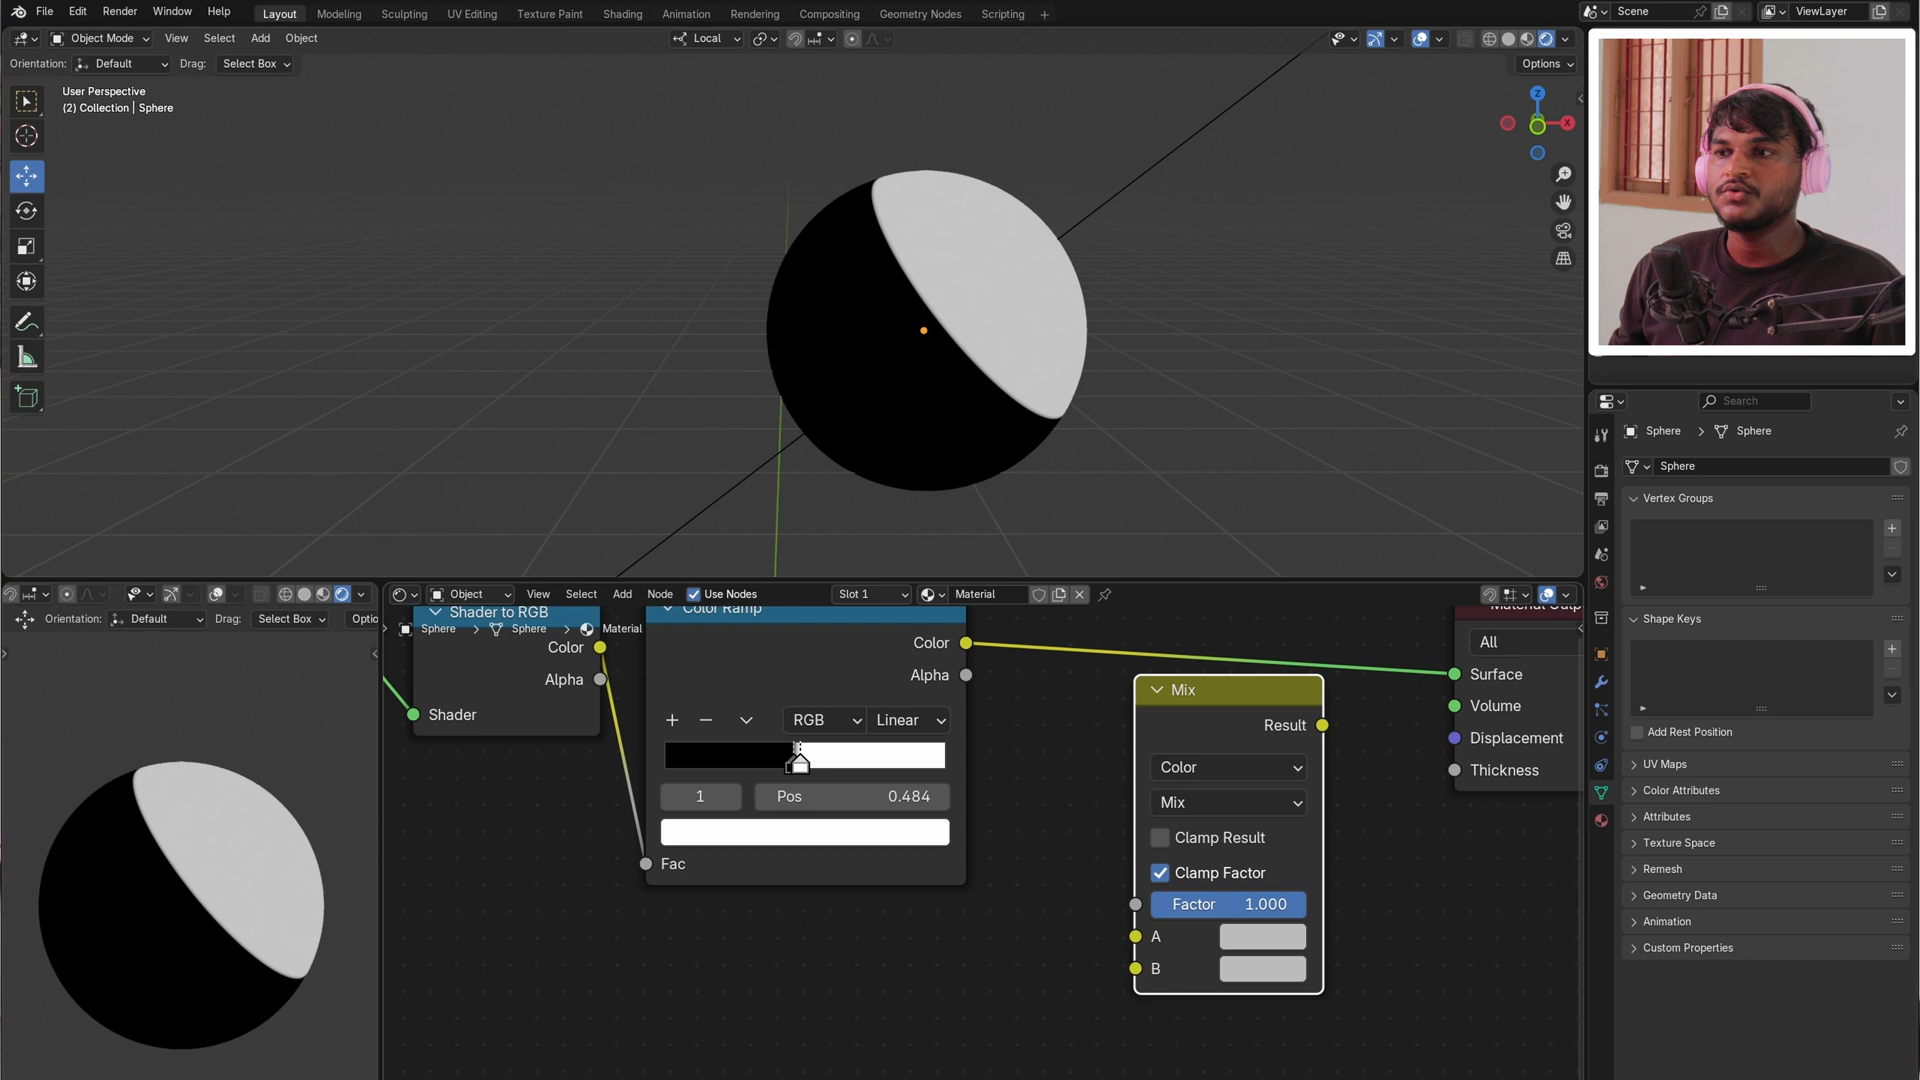 File Edit Render Window Help Layout Modeling Sculpting UV Editing Texture Paint Shading Animation Rendering Compositing Geometry Nodes Scripting + Scene ViewLayer
Object Mode View Select Add Object Local
Orientation: Default Drag: Select Box Options
User Perspective
(2) Collection | Sphere
Z
X
Search
Sphere > Sphere
Sphere
Vertex Groups
Shape Keys
Add Rest Position
UV Maps
Color Attributes
Attributes
Texture Space
Remesh
Geometry Data
Animation
Custom Properties
Orientation: Default Drag: Select Box Optio
Object View Select Add Node Use Nodes Slot 1 Material
Sphere > Sphere > Material
Shader to RGB
Color
Alpha
Shader
Color Ramp
Color
Alpha
RGB Linear
1 Pos 0.484
Fac
Mix
Result
Color
Mix
Clamp Result
Clamp Factor
Factor 1.000
A
B
Material Outp
All
Surface
Volume
Displacement
Thickness